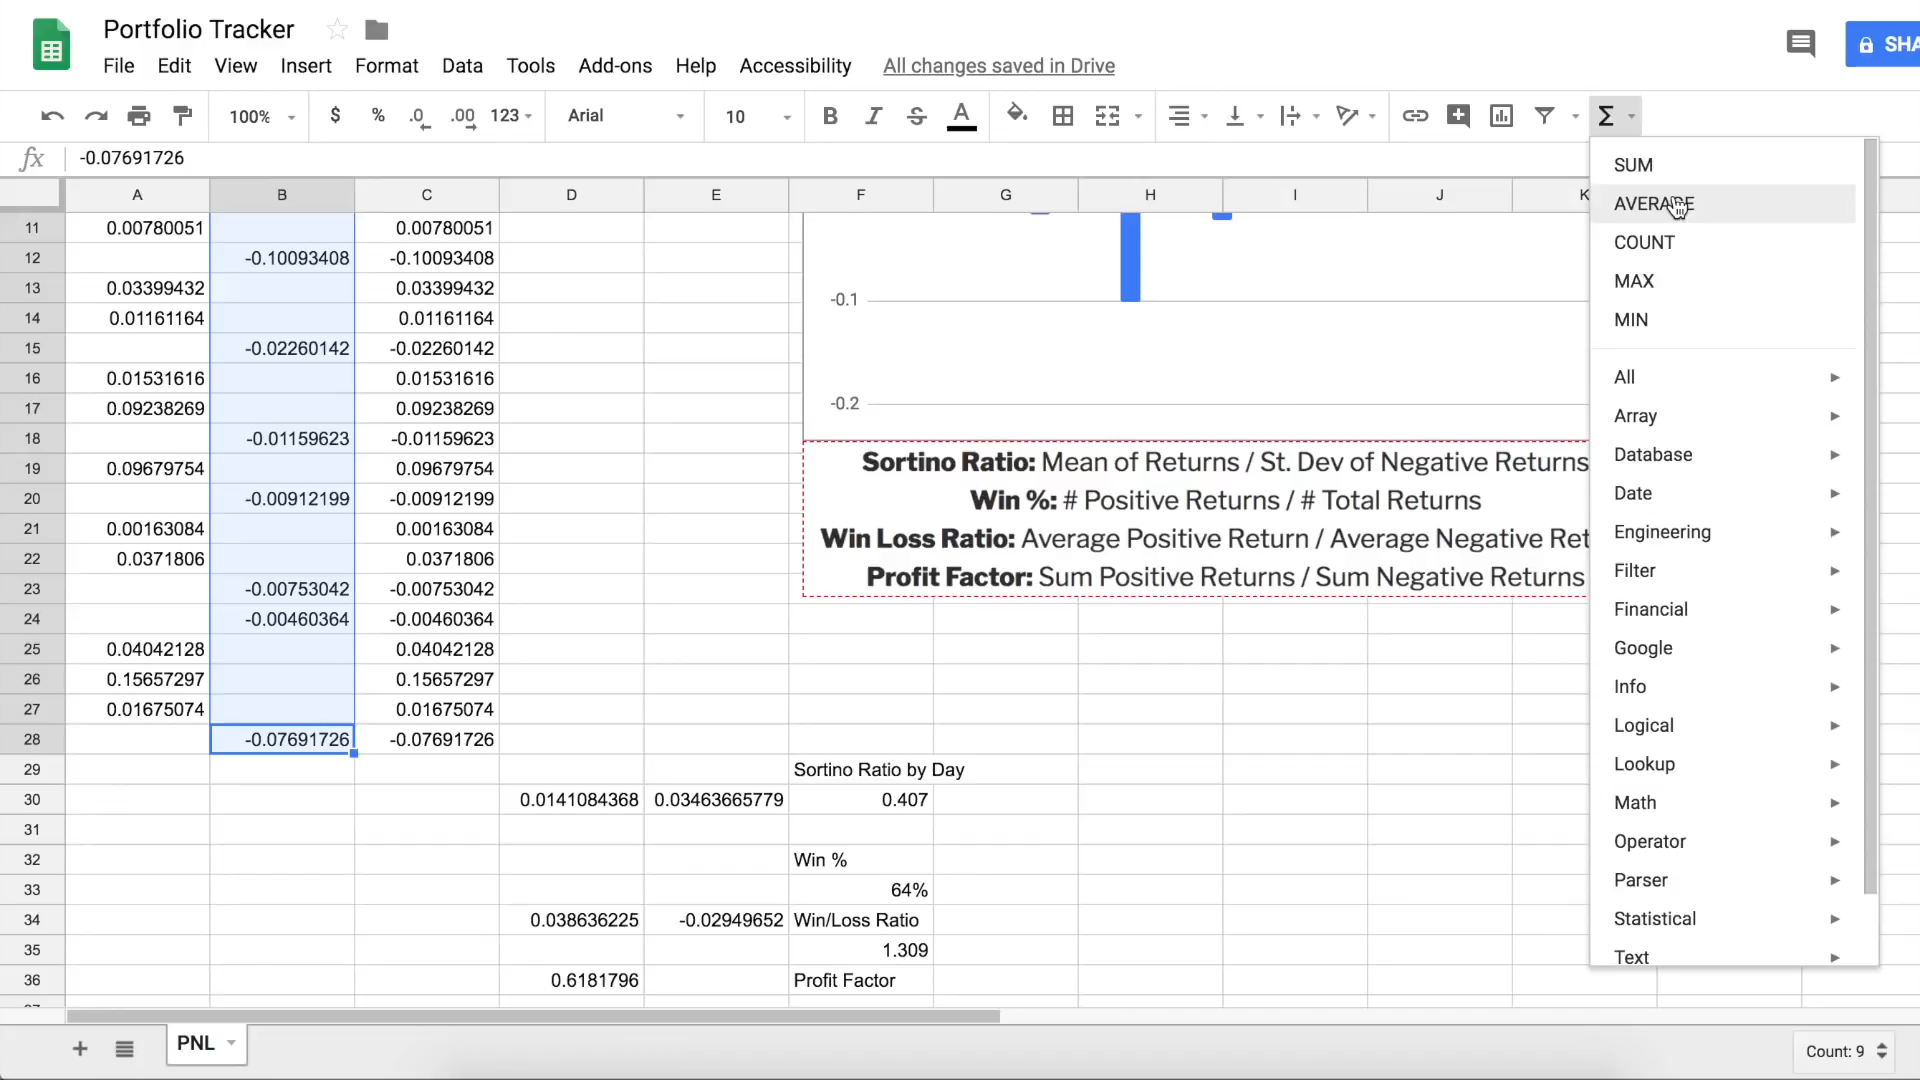 Portfolio Tracker
File Edit View Insert Format Data Tools Add-ons Help Accessibility All changes saved in Drive
100% $ % .0 .00 123 Arial 10 B I S A Σ
fx -0.07691726
A B C D E F G H I J K
11 0.00780051 0.00780051
12 -0.10093408 -0.10093408
13 0.03399432 0.03399432
14 0.01161164 0.01161164
15 -0.02260142 -0.02260142
16 0.01531616 0.01531616
17 0.09238269 0.09238269
18 -0.01159623 -0.01159623
19 0.09679754 0.09679754
20 -0.00912199 -0.00912199
21 0.00163084 0.00163084
22 0.0371806 0.0371806
23 -0.00753042 -0.00753042
24 -0.00460364 -0.00460364
25 0.04042128 0.04042128
26 0.15657297 0.15657297
27 0.01675074 0.01675074
28 -0.07691726 -0.07691726
29 Sortino Ratio by Day
30 0.0141084368 0.03463665779 0.407
31
32 Win %
33 64%
34 0.038636225 -0.02949652 Win/Loss Ratio
35 1.309
36 0.6181796 Profit Factor
-0.1
-0.2
Sortino Ratio: Mean of Returns / St. Dev of Negative Returns
Win %: # Positive Returns / # Total Returns
Win Loss Ratio: Average Positive Return / Average Negative Ret
Profit Factor: Sum Positive Returns / Sum Negative Returns
SUM
AVERAGE
COUNT
MAX
MIN
All
Array
Database
Date
Engineering
Filter
Financial
Google
Info
Logical
Lookup
Math
Operator
Parser
Statistical
Text
PNL
Count: 9